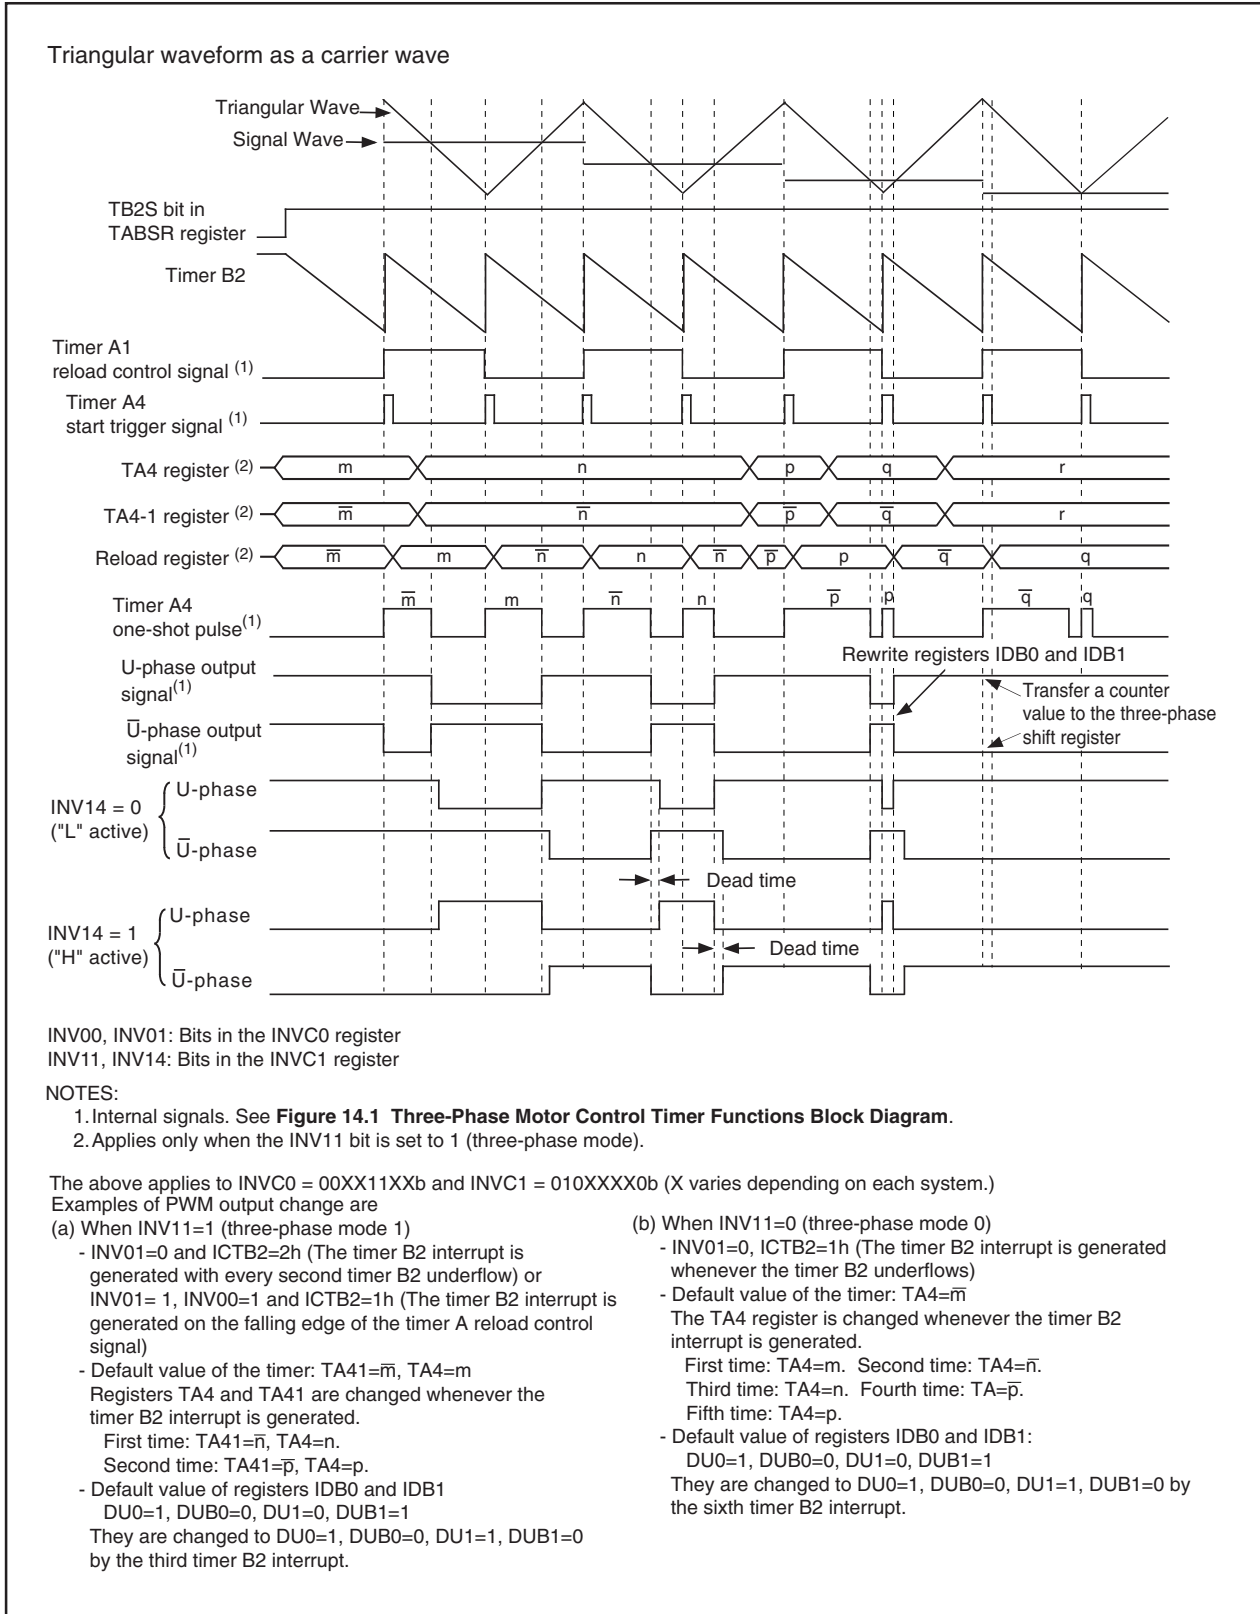 Triangular waveform as a carrier wave
Triangular Wave
Signal Wave
TB2S bit in
TABSR register
Timer B2
Timer A1
reload control signal (1)
Timer A4
start trigger signal (1)
TA4 register (2)
m n p q r
TA4-1 register (2)
m̅ n̅ p̅ q̅ r
Reload register (2)
m̅ m n̅ n n̅ p̅ p q̅ q
m̅ m n̅ n p̅ p q̅ q
Timer A4
one-shot pulse(1)
Rewrite registers IDB0 and IDB1
U-phase output
signal(1)
Transfer a counter
value to the three-phase
shift register
U̅-phase output
signal(1)
INV14 = 0
("L" active)
U-phase
U̅-phase
Dead time
INV14 = 1
("H" active)
U-phase
Dead time
U̅-phase
INV00, INV01: Bits in the INVC0 register
INV11, INV14: Bits in the INVC1 register
NOTES:
1. Internal signals. See Figure 14.1 Three-Phase Motor Control Timer Functions Block Diagram.
2. Applies only when the INV11 bit is set to 1 (three-phase mode).
The above applies to INVC0 = 00XX11XXb and INVC1 = 010XXXX0b (X varies depending on each system.)
Examples of PWM output change are
(a) When INV11=1 (three-phase mode 1)
- INV01=0 and ICTB2=2h (The timer B2 interrupt is
generated with every second timer B2 underflow) or
INV01= 1, INV00=1 and ICTB2=1h (The timer B2 interrupt is
generated on the falling edge of the timer A reload control
signal)
- Default value of the timer: TA41=m̅, TA4=m
Registers TA4 and TA41 are changed whenever the
timer B2 interrupt is generated.
First time: TA41=n̅, TA4=n.
Second time: TA41=p̅, TA4=p.
- Default value of registers IDB0 and IDB1
DU0=1, DUB0=0, DU1=0, DUB1=1
They are changed to DU0=1, DUB0=0, DU1=1, DUB1=0
by the third timer B2 interrupt.
(b) When INV11=0 (three-phase mode 0)
- INV01=0, ICTB2=1h (The timer B2 interrupt is generated
whenever the timer B2 underflows)
- Default value of the timer: TA4=m̅
The TA4 register is changed whenever the timer B2
interrupt is generated.
First time: TA4=m. Second time: TA4=n̅.
Third time: TA4=n. Fourth time: TA=p̅.
Fifth time: TA4=p.
- Default value of registers IDB0 and IDB1:
DU0=1, DUB0=0, DU1=0, DUB1=1
They are changed to DU0=1, DUB0=0, DU1=1, DUB1=0 by
the sixth timer B2 interrupt.